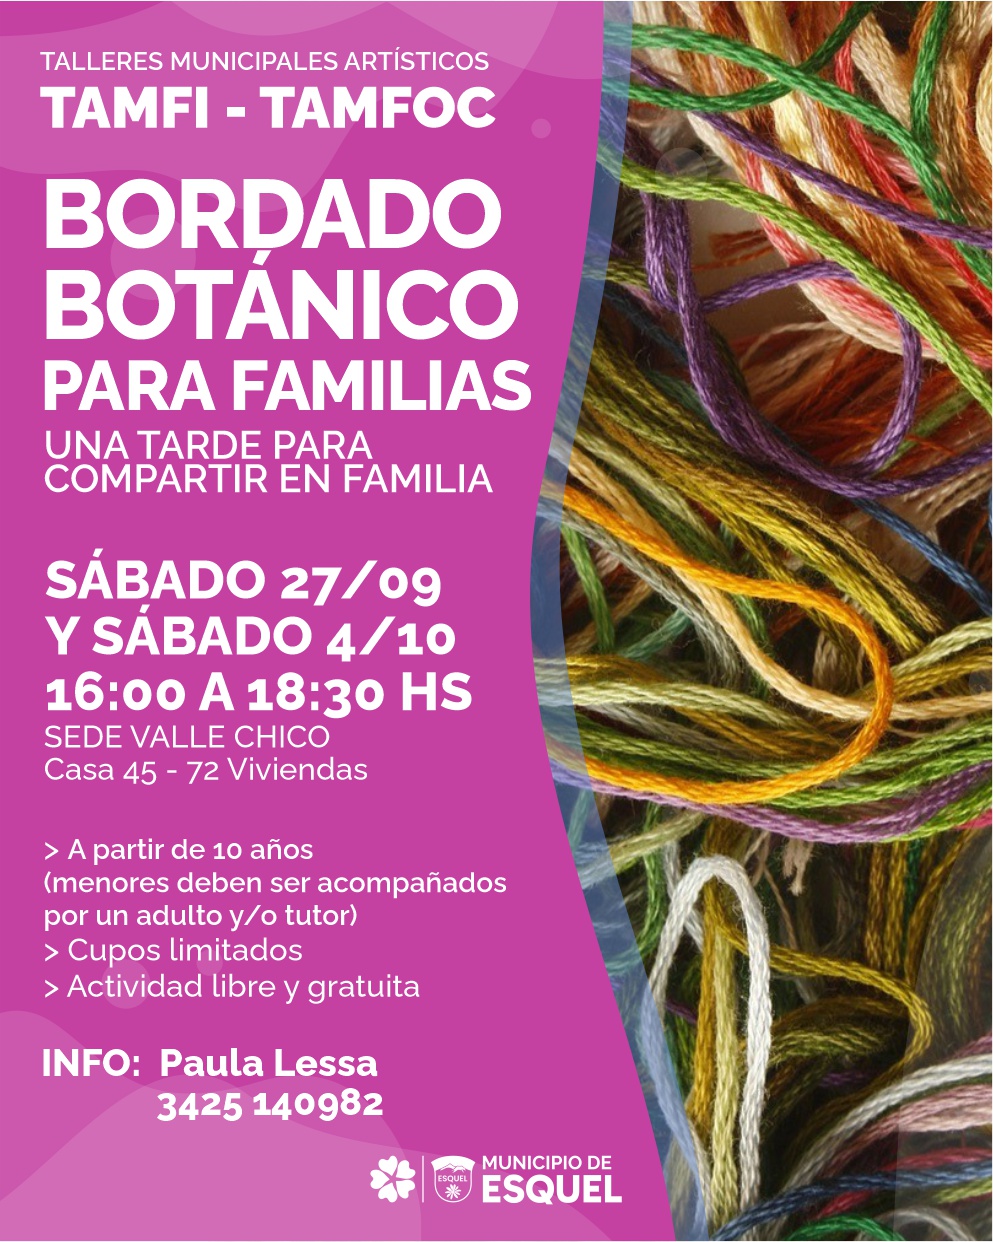 TALLERES MUNICIPALES ARTÍSTICOS
TAMFI - TAMFOC
BORDADO
BOTÁNICO
PARA FAMILIAS
UNA TARDE PARA
COMPARTIR EN FAMILIA
SÁBADO 27/09
Y SÁBADO 4/10
16:00 A 18:30 HS
SEDE VALLE CHICO
Casa 45 - 72 Viviendas
> A partir de 10 años
(menores deben ser acompañados
por un adulto y/o tutor)
> Cupos limitados
> Actividad libre y gratuita
INFO: Paula Lessa
3425 140982
ESQUEL
MUNICIPIO DE
ESQUEL